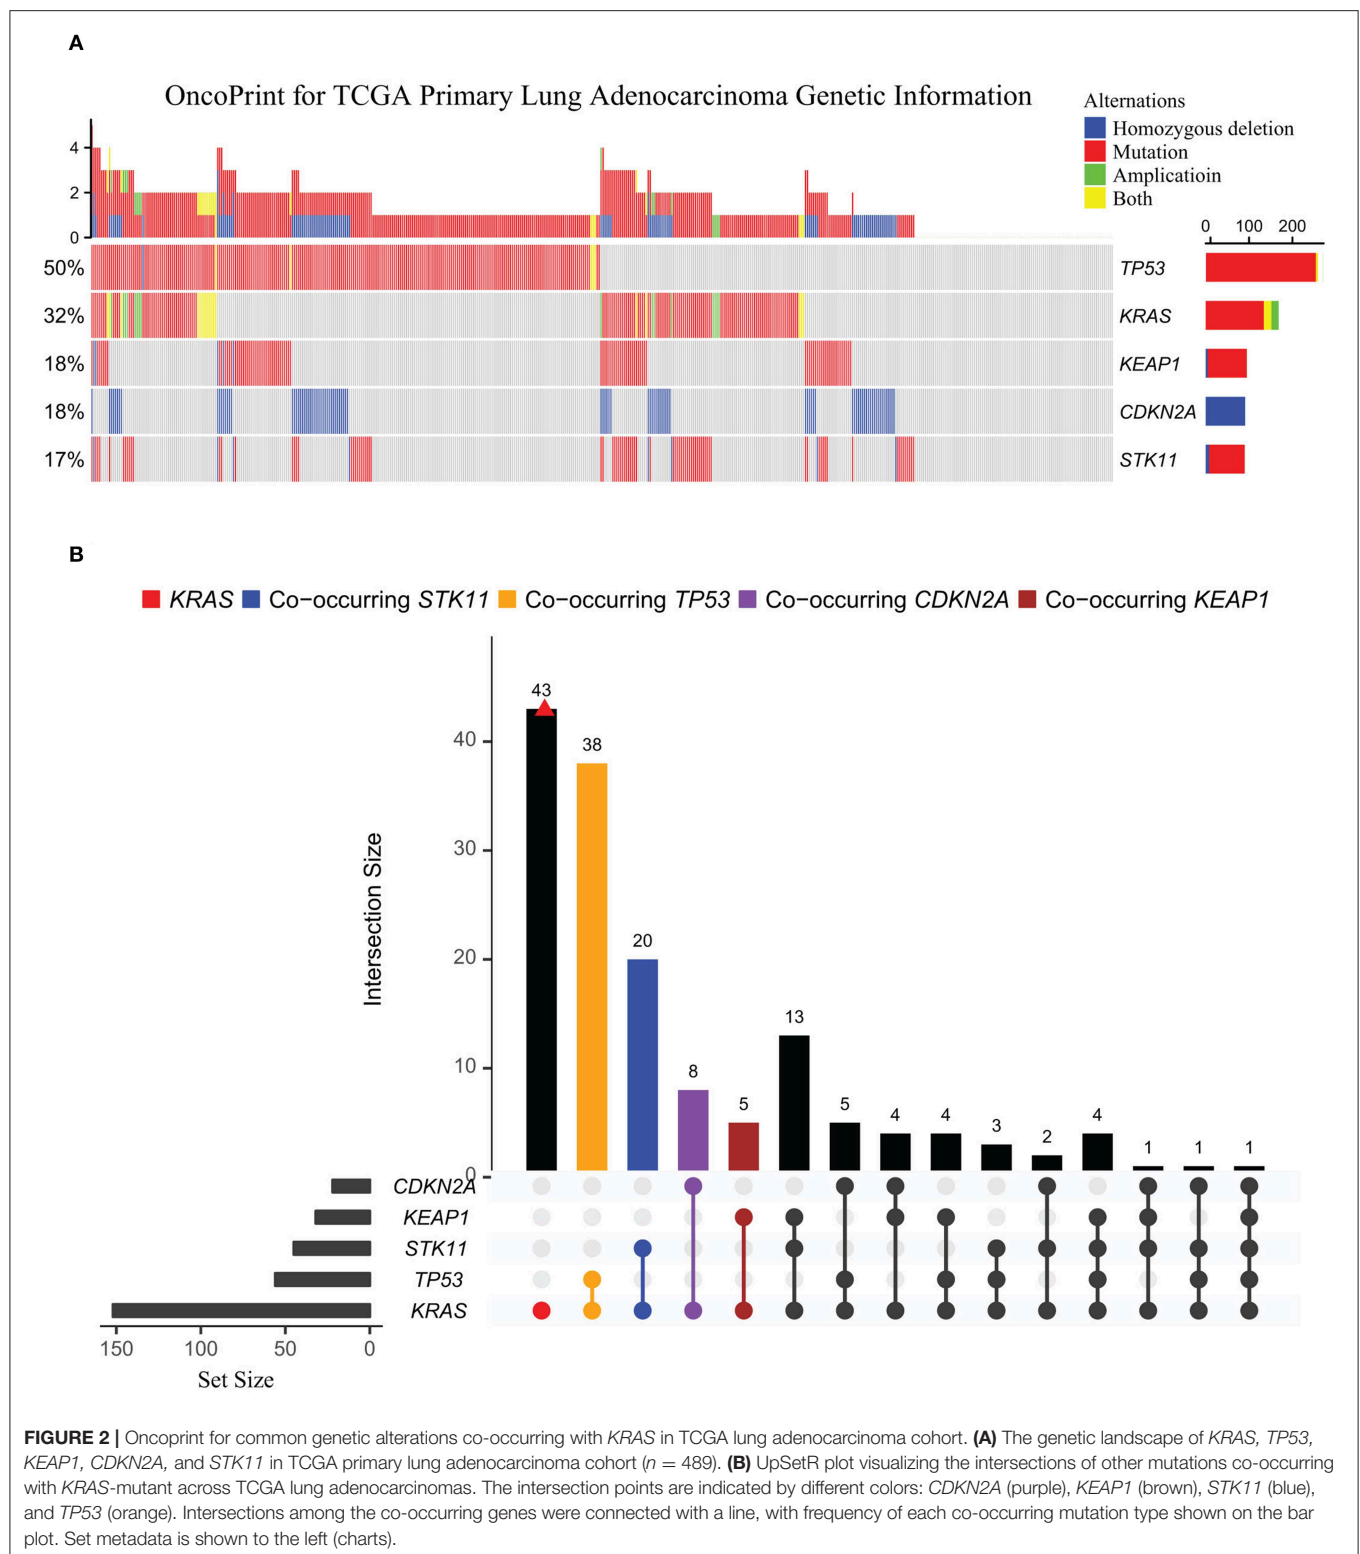 A
OncoPrint for TCGA Primary Lung Adenocarcinoma Genetic Information
Alternations
Homozygous deletion
Mutation
Amplicatioin
Both
4
2
0
0 100 200
50% TP53
32% KRAS
18% KEAP1
18% CDKN2A
17% STK11
B
KRAS Co-occurring STK11 Co-occurring TP53 Co-occurring CDKN2A Co-occurring KEAP1
Intersection Size
40
30
20
10
0
43
38
20
8
5
13
5
4
4
3
2
4
1
1
1
CDKN2A
KEAP1
STK11
TP53
KRAS
150 100 50 0
Set Size
FIGURE 2 | Oncoprint for common genetic alterations co-occurring with KRAS in TCGA lung adenocarcinoma cohort. (A) The genetic landscape of KRAS, TP53,
KEAP1, CDKN2A, and STK11 in TCGA primary lung adenocarcinoma cohort (n = 489). (B) UpSetR plot visualizing the intersections of other mutations co-occurring
with KRAS-mutant across TCGA lung adenocarcinomas. The intersection points are indicated by different colors: CDKN2A (purple), KEAP1 (brown), STK11 (blue),
and TP53 (orange). Intersections among the co-occurring genes were connected with a line, with frequency of each co-occurring mutation type shown on the bar
plot. Set metadata is shown to the left (charts).